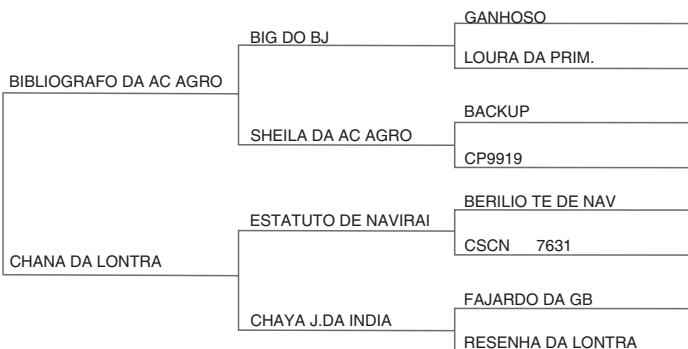 GANHOSO
BIG DO BJ
LOURA DA PRIM.
BIBLIOGRAFO DA AC AGRO
BACKUP
SHEILA DA AC AGRO
CP9919
BERILIO TE DE NAV
ESTATUTO DE NAVIRAI
CSCN 7631
CHANA DA LONTRA
FAJARDO DA GB
CHAYA J.DA INDIA
RESENHA DA LONTRA